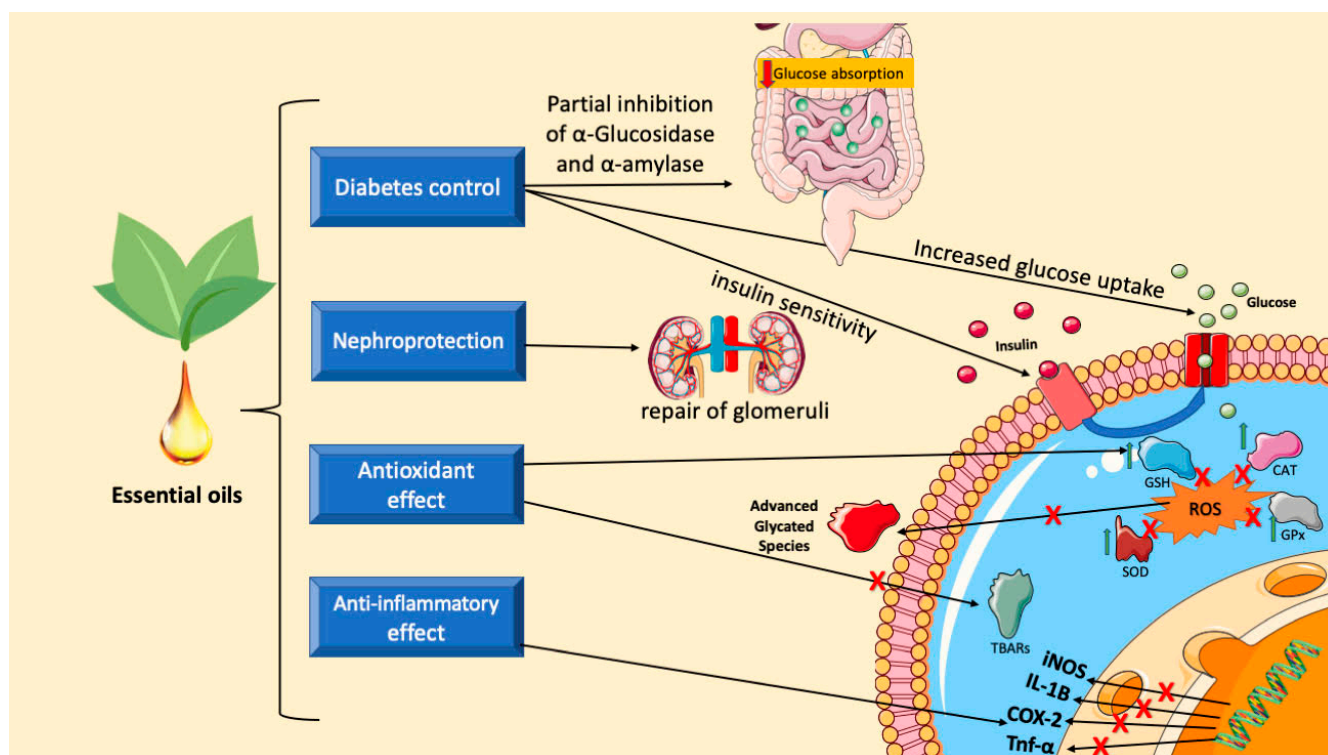 Glucose absorption
Partial inhibition
of α-Glucosidase
and α-amylase
Diabetes control
Increased glucose uptake
insulin sensitivity
Glucose
Insulin
Nephroprotection
repair of glomeruli
Essential oils
Antioxidant
effect
Advanced
Glycated
Species
GSH
CAT
ROS
SOD
GPx
TBARs
Anti-inflammatory
effect
iNOS
IL-1B
COX-2
Tnf-α